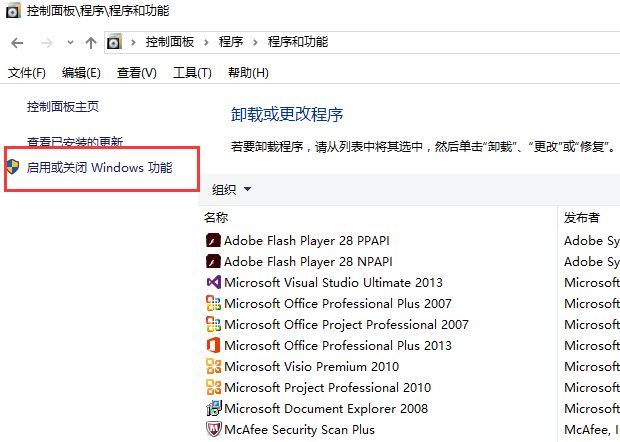 控制面板\程序\程序和功能
控制面板 程序 程序和功能
文件(F) 编辑(E) 查看(V) 工具(T) 帮助(H)
控制面板主页
查看已安装的更新
启用或关闭 Windows 功能
卸载或更改程序
若要卸载程序，请从列表中将其选中，然后单击“卸载”、“更改”或“修复”。
组织
名称 发布者
Adobe Flash Player 28 PPAPI Adobe Sy
Adobe Flash Player 28 NPAPI Adobe Sy
Microsoft Visual Studio Ultimate 2013 Microsoft
Microsoft Office Professional Plus 2007 Microsoft
Microsoft Office Project Professional 2007 Microsoft
Microsoft Office Professional Plus 2013 Microsoft
Microsoft Visio Premium 2010 Microsoft
Microsoft Project Professional 2010 Microsoft
Microsoft Document Explorer 2008 Microsoft
McAfee Security Scan Plus McAfee, I